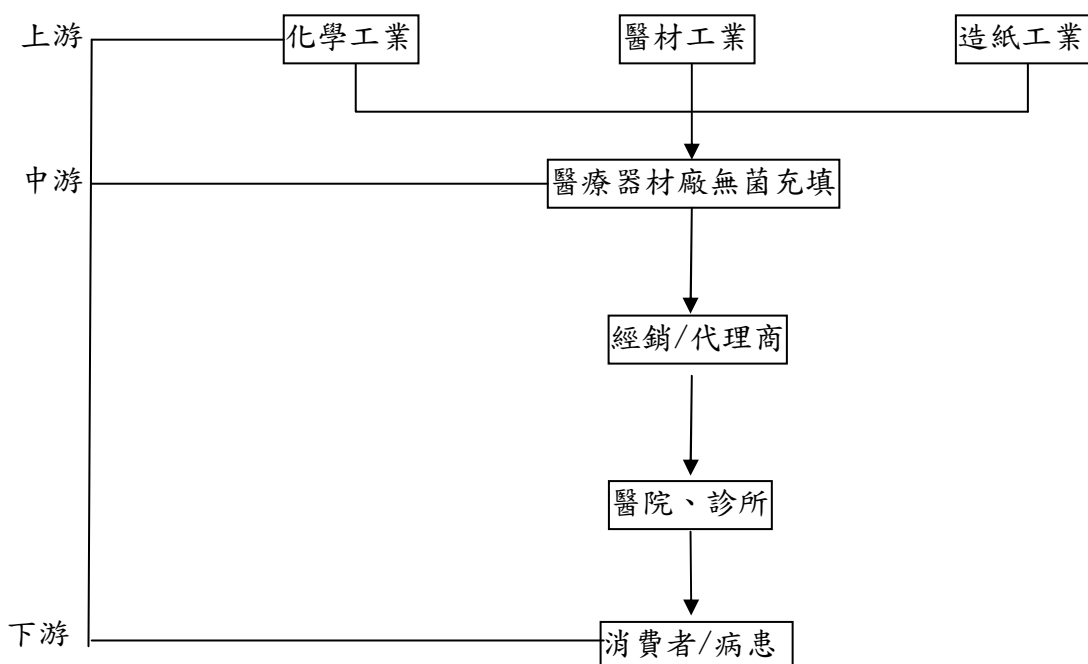 上游 化學工業 醫材工業 造紙工業
中游 醫療器材廠無菌充填
經銷/代理商
醫院、診所
下游 消費者/病患